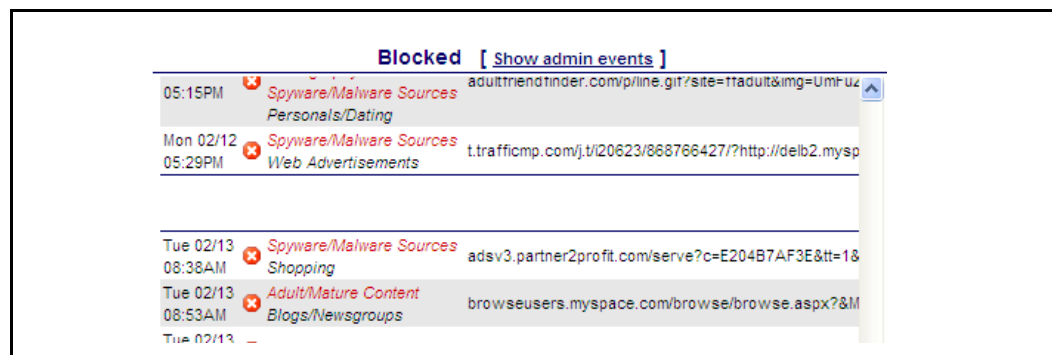 Blocked [ Show admin events ]
05:15PM Spyware/Malware Sources adultfriendfinder.com/p/line.gif?site=ffadult&img=UmFuz
Personals/Dating
Mon 02/12 Spyware/Malware Sources
05:29PM Web Advertisements t.trafficmp.com/j.t/i20623/868766427/?http://delb2.mysp
Tue 02/13 Spyware/Malware Sources
08:38AM Shopping adsv3.partner2profit.com/serve?c=E204B7AF3E&tt=1&
Tue 02/13 Adult/Mature Content
08:53AM Blogs/Newsgroups browseusers.myspace.com/browse/browse.aspx?&M
Tue 02/13